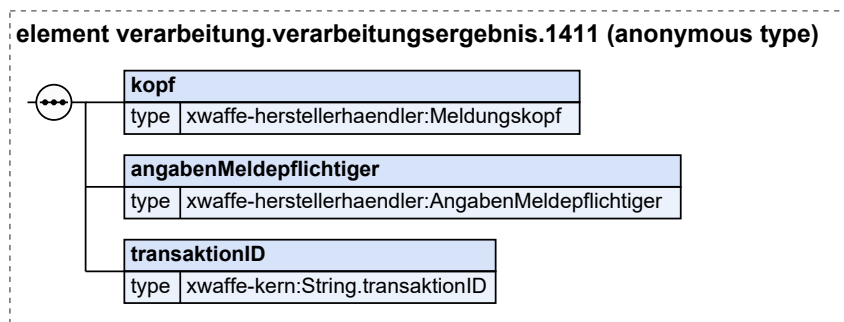 element verarbeitung.verarbeitungsergebnis.1411 (anonymous type)
kopf
type xwaffe-herstellerhaendler:Meldungskopf
angabenMeldepflichtiger
type xwaffe-herstellerhaendler:AngabenMeldepflichtiger
transaktionID
type xwaffe-kern:String.transaktionID